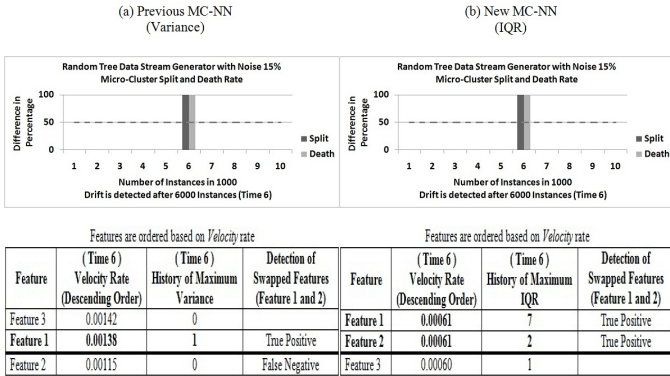 (a) Previous MC-NN
(Variance)
(b) New MC-NN
(IQR)
Random Tree Data Stream Generator with Noise 15%
Micro-Cluster Split and Death Rate
Difference in
Percentage
100
50
0
1 2 3 4 5 6 7 8 9 10
Split
Death
Number of Instances in 1000
Drift is detected after 6000 Instances (Time 6)
Random Tree Data Stream Generator with Noise 15%
Micro-Cluster Split and Death Rate
Difference in
Percentage
100
50
0
1 2 3 4 5 6 7 8 9 10
Split
Death
Number of Instances in 1000
Drift is detected after 6000 Instances (Time 6)
Features are ordered based on Velocity rate
Feature
( Time 6 )
Velocity Rate
(Descending Order)
( Time 6 )
History of Maximum
Variance
Detection of
Swapped Features
(Feature 1 and 2)
Feature 3 0.00142 0
Feature 1 0.00138 1 True Positive
Feature 2 0.00115 0 False Negative
Features are ordered based on Velocity rate
Feature
( Time 6 )
Velocity Rate
(Descending Order)
( Time 6 )
History of Maximum
IQR
Detection of
Swapped Features
(Feature 1 and 2)
Feature 1 0.00061 7 True Positive
Feature 2 0.00061 2 True Positive
Feature 3 0.00060 1